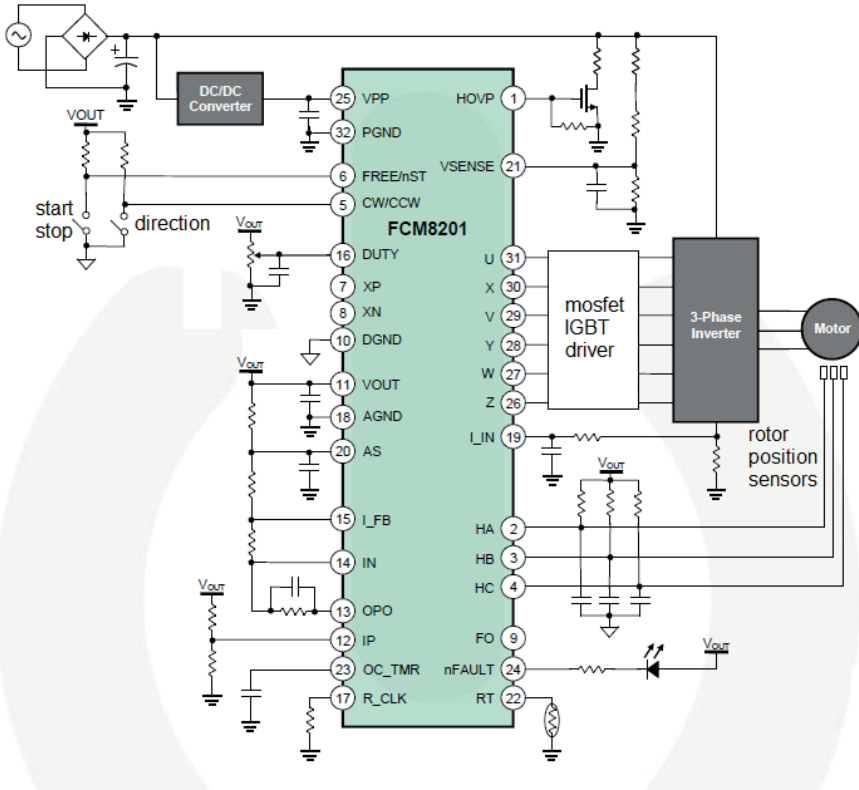 DC/DC
Converter
VOUT
start
stop
direction
VOUT
VOUT
VOUT
FCM8201
25 VPP
32 PGND
6 FREE/nST
5 CW/CCW
16 DUTY
7 XP
8 XN
10 DGND
11 VOUT
18 AGND
20 AS
15 I_FB
14 IN
13 OPO
12 IP
23 OC_TMR
17 R_CLK
HOVP 1
VSENSE 21
U 31
X 30
V 29
Y 28
W 27
Z 26
I_IN 19
HA 2
HB 3
HC 4
FO 9
nFAULT 24
RT 22
mosfet
IGBT
driver
3-Phase
Inverter
Motor
rotor
position
sensors
VOUT
VOUT
+